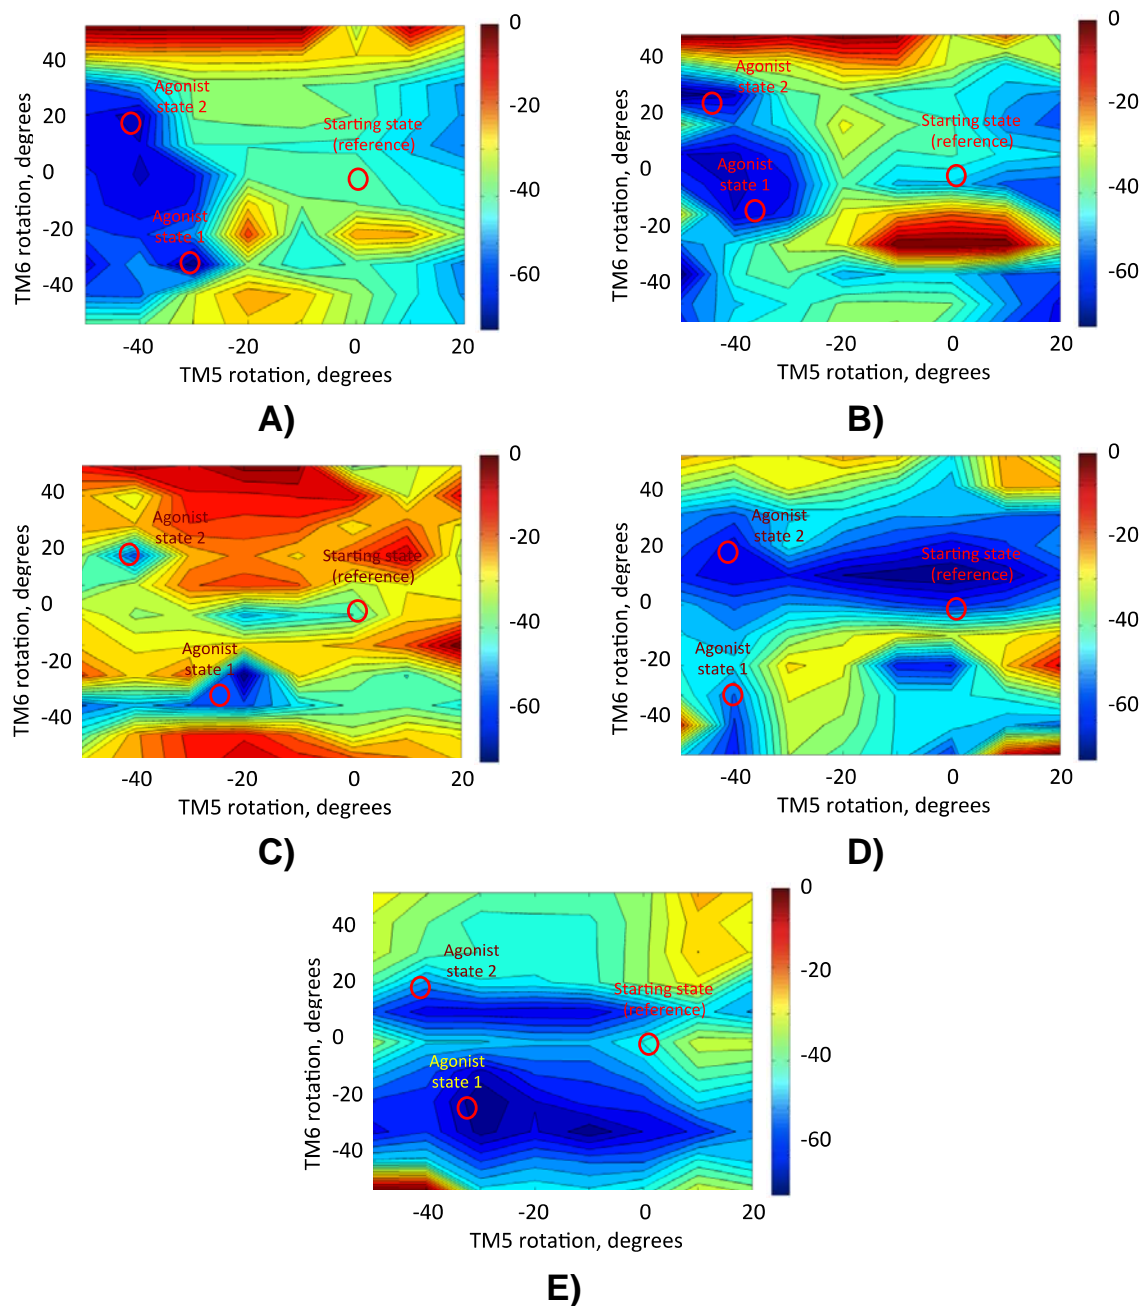 0
40
Agonist
state 2
-20
20
Starting state
(reference)
0
-40
Agonist
state 1
-20
-60
-40
TM6 rotation, degrees
-40
-20
0
20
TM5 rotation, degrees
A)
0
40
Agonist
state 2
-20
20
Starting state
(reference)
0
Agonist
state 1
-40
-20
-60
-40
TM6 rotation, degrees
-40
-20
0
20
TM5 rotation, degrees
B)
0
40
Agonist
state 2
-20
20
Starting state
(reference)
0
-40
Agonist
state 1
-20
-60
-40
TM6 rotation, degrees
-40
-20
0
20
TM5 rotation, degrees
C)
0
40
Agonist
state 2
-20
20
Starting state
(reference)
0
-40
Agonist
state 1
-20
-60
-40
TM6 rotation, degrees
-40
-20
0
20
TM5 rotation, degrees
D)
0
40
Agonist
state 2
-20
20
Starting state
(reference)
0
-40
Agonist
state 1
-20
-60
-40
TM6 rotation, degrees
-40
-20
0
20
TM5 rotation, degrees
E)